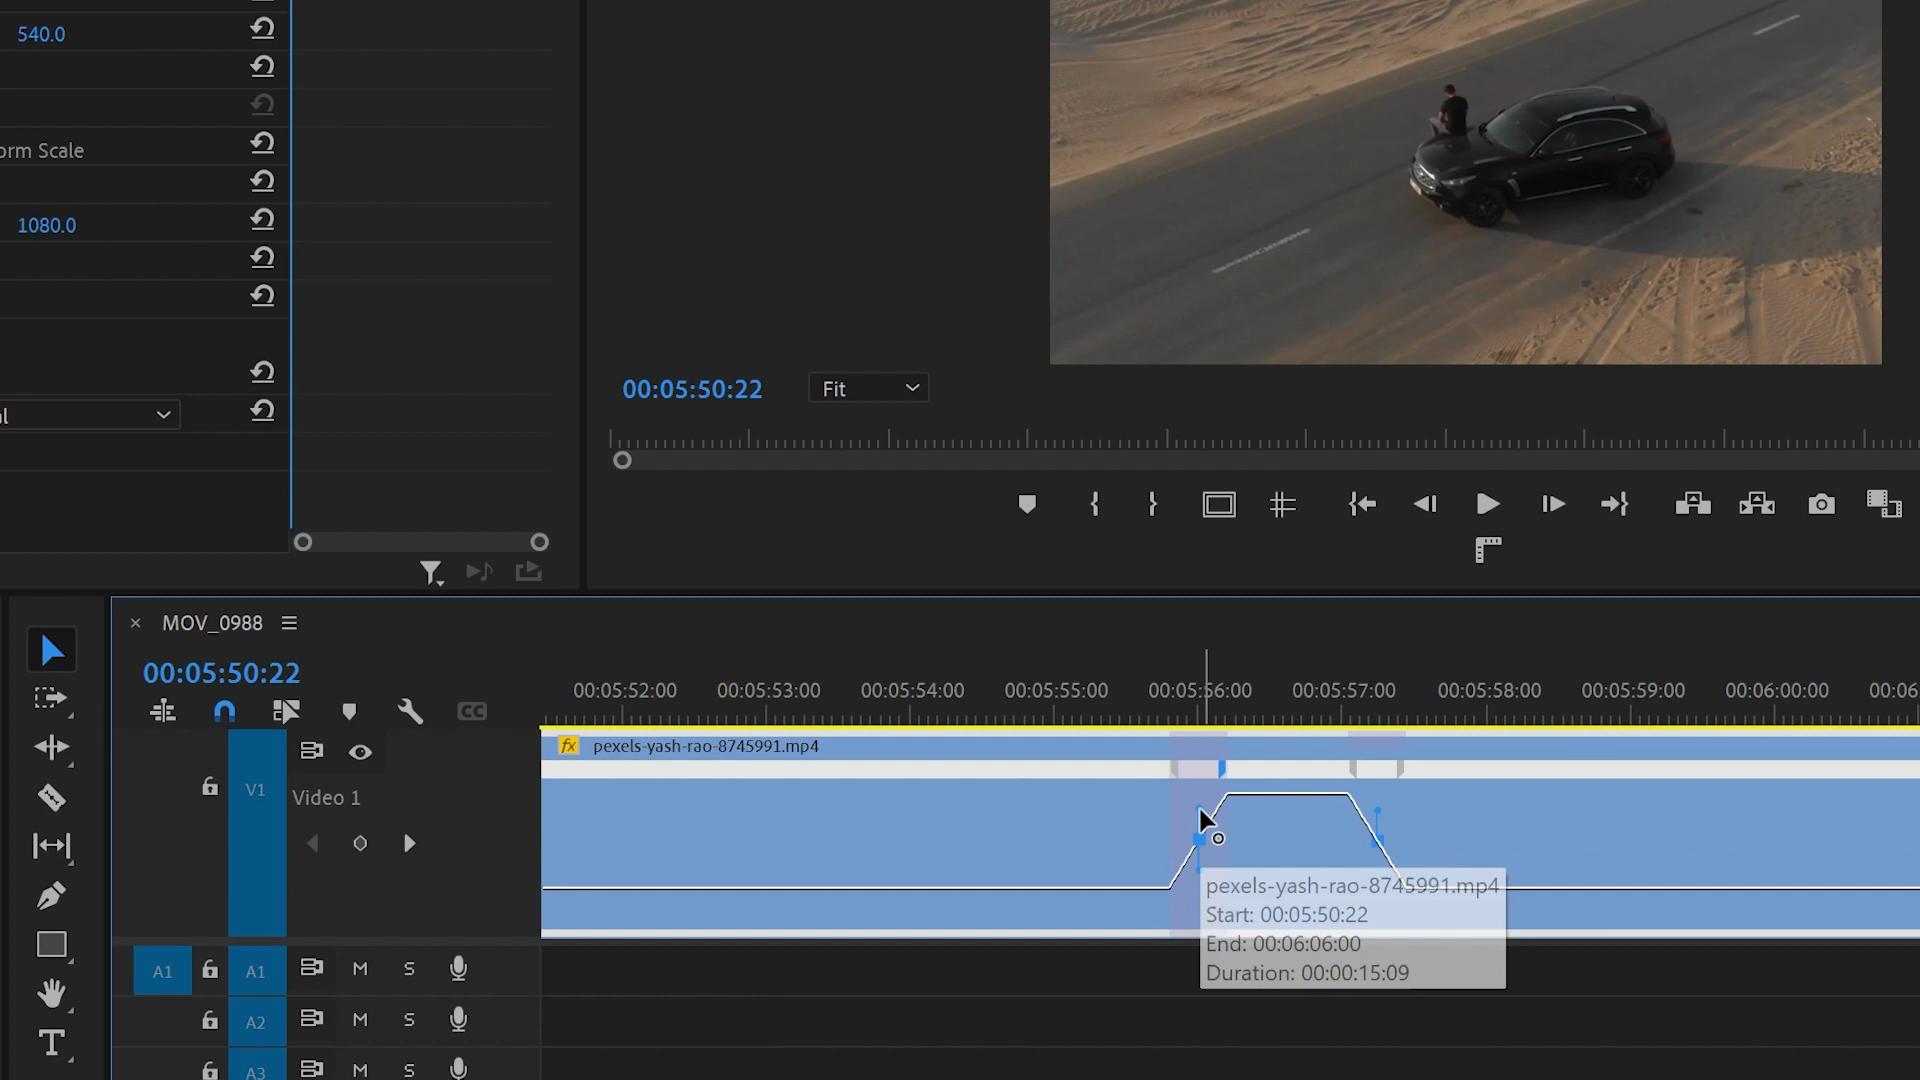 540.0
orm Scale
1080.0
al
00:05:50:22
Fit
MOV_0988
00:05:50:22
00:05:52:00
00:05:53:00
00:05:54:00
00:05:55:00
00:05:56:00
00:05:57:00
00:05:58:00
00:05:59:00
00:06:00:00
00:06
CC
fx
pexels-yash-rao-8745991.mp4
V1
Video 1
pexels-yash-rao-8745991.mp4
Start: 00:05:50:22
End: 00:06:06:00
Duration: 00:00:15:09
A1
A1
M
S
A2
M
S
A3
M
S
T